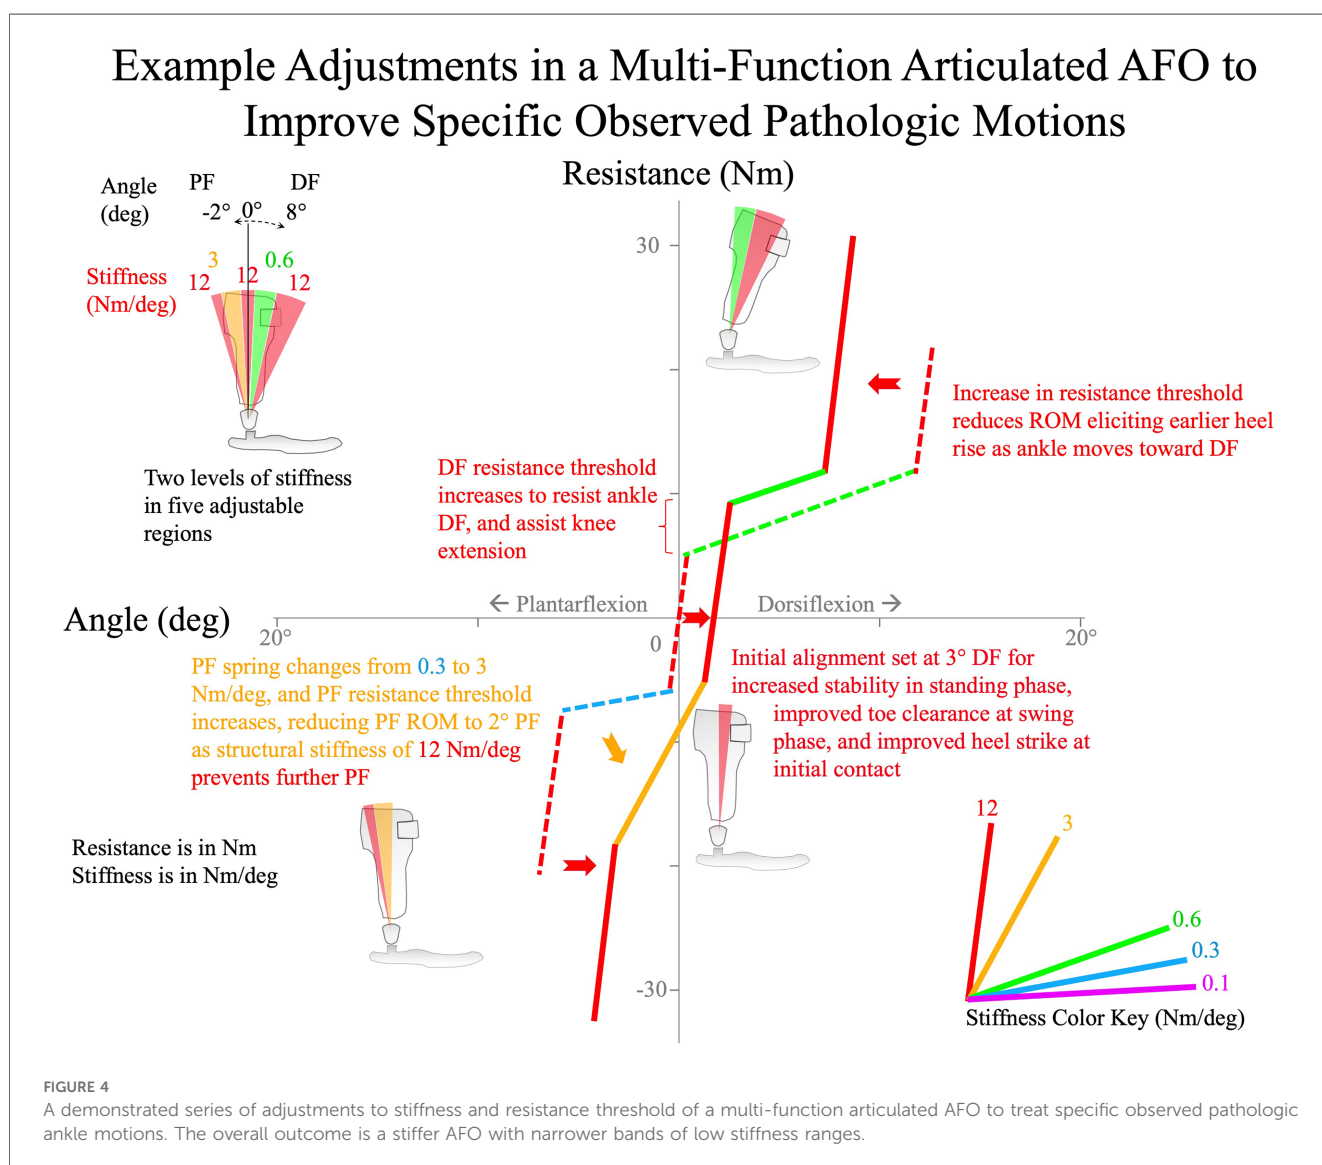 Example Adjustments in a Multi-Function Articulated AFO to
Improve Specific Observed Pathologic Motions
Resistance (Nm)
Angle
(deg)
PF
DF
-2°
0°
8°
Stiffness
(Nm/deg)
12
3
12
0.6
12
Two levels of stiffness
in five adjustable
regions
30
Increase in resistance threshold
reduces ROM eliciting earlier heel
rise as ankle moves toward DF
DF resistance threshold
increases to resist ankle
DF, and assist knee
extension
← Plantarflexion
Dorsiflexion →
Angle (deg)
20°
0
20°
PF spring changes from 0.3 to 3
Nm/deg, and PF resistance threshold
increases, reducing PF ROM to 2° PF
as structural stiffness of 12 Nm/deg
prevents further PF
Initial alignment set at 3° DF for
increased stability in standing phase,
improved toe clearance at swing
phase, and improved heel strike at
initial contact
Resistance is in Nm
Stiffness is in Nm/deg
-30
12
3
0.6
0.3
0.1
Stiffness Color Key (Nm/deg)
FIGURE 4
A demonstrated series of adjustments to stiffness and resistance threshold of a multi-function articulated AFO to treat specific observed pathologic
ankle motions. The overall outcome is a stiffer AFO with narrower bands of low stiffness ranges.